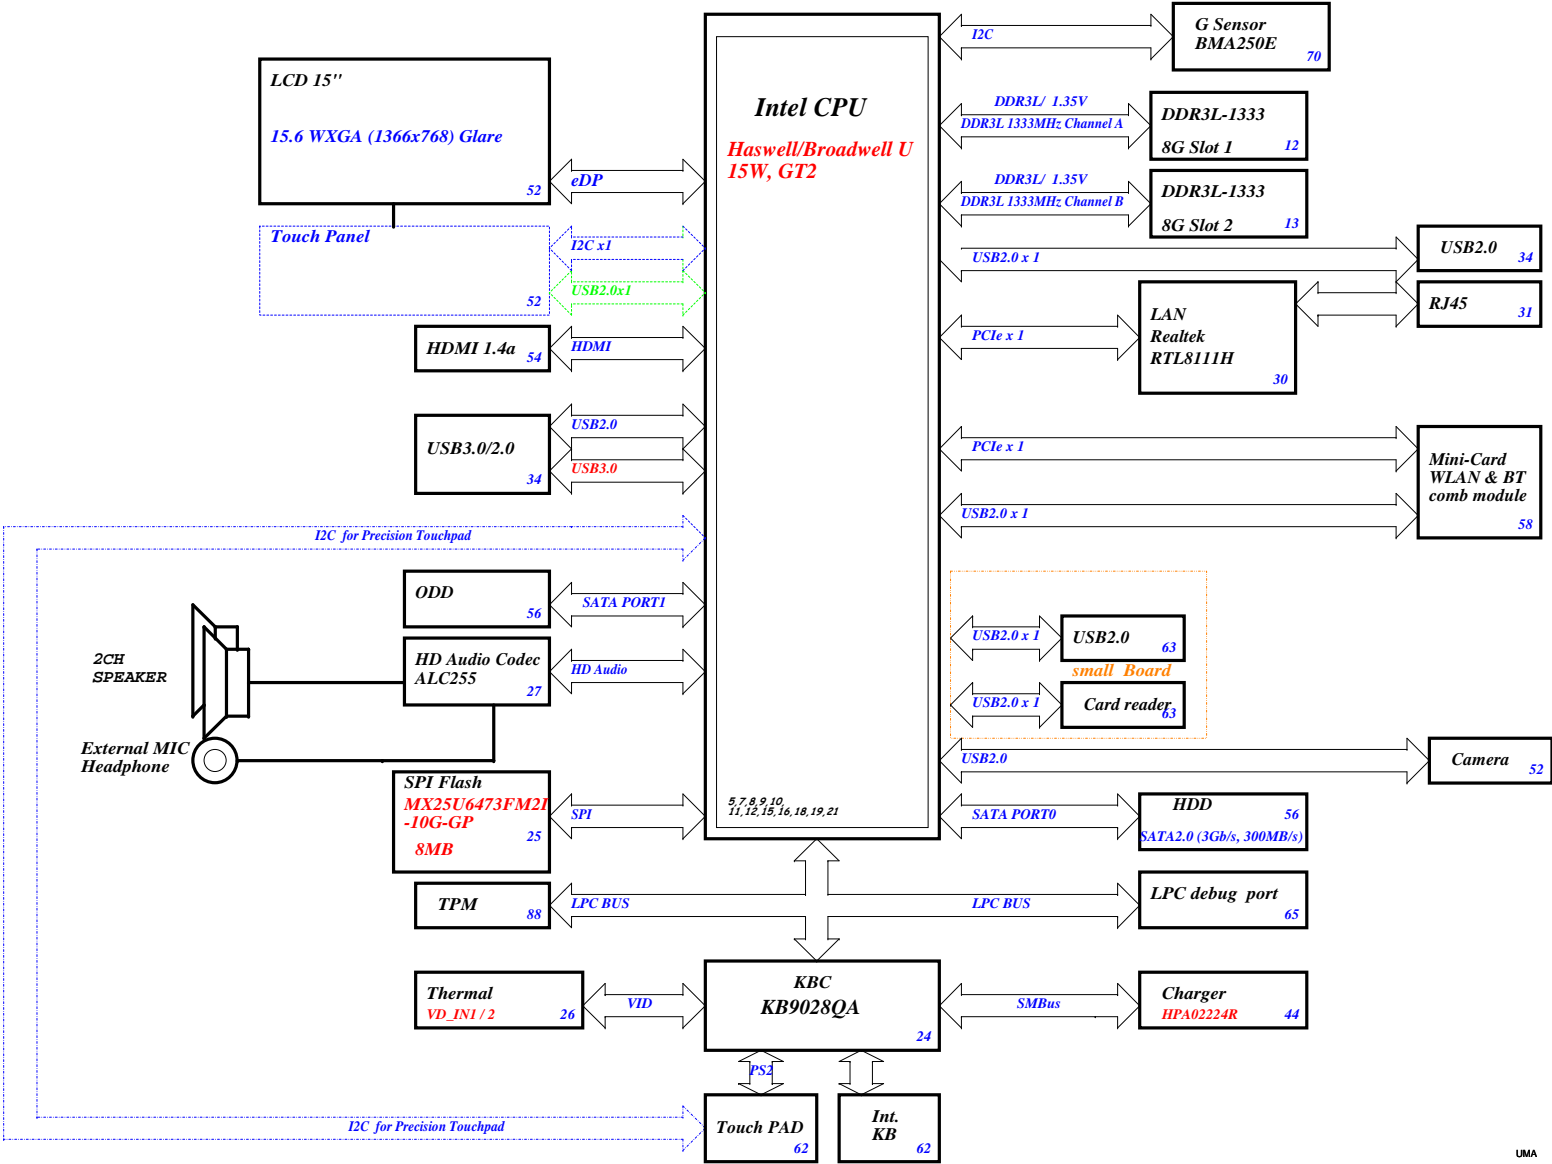 G Sensor
BMA250E
70
I2C
LCD 15"
15.6 WXGA (1366x768) Glare
52
eDP
Intel CPU
Haswell/Broadwell U
15W, GT2
DDR3L/ 1.35V
DDR3L 1333MHz Channel A
DDR3L-1333
8G Slot 1
12
DDR3L/ 1.35V
DDR3L 1333MHz Channel B
DDR3L-1333
8G Slot 2
13
Touch Panel
52
I2C x1
USB2.0x1
USB2.0 x 1
USB2.0
34
HDMI 1.4a
54
HDMI
PCIe x 1
LAN
Realtek
RTL8111H
30
RJ45
31
USB3.0/2.0
34
USB2.0
USB3.0
PCIe x 1
USB2.0 x 1
Mini-Card
WLAN & BT
comb module
58
I2C for Precision Touchpad
ODD
56
SATA PORT1
2CH
SPEAKER
HD Audio Codec
ALC255
27
HD Audio
USB2.0 x 1
USB2.0
63
small Board
USB2.0 x 1
Card reader
63
External MIC
Headphone
USB2.0
Camera
52
SPI Flash
MX25U6473FM2I
-10G-GP
8MB
25
SPI
5,7,8,9,10,
11,12,15,16,18,19,21
SATA PORT0
HDD
56
SATA2.0 (3Gb/s, 300MB/s)
TPM
88
LPC BUS
LPC BUS
LPC debug port
65
Thermal
VD_IN1 / 2
26
VID
KBC
KB9028QA
24
SMBus
Charger
HPA02224R
44
PS2
I2C for Precision Touchpad
Touch PAD
62
Int.
KB
62
UMA